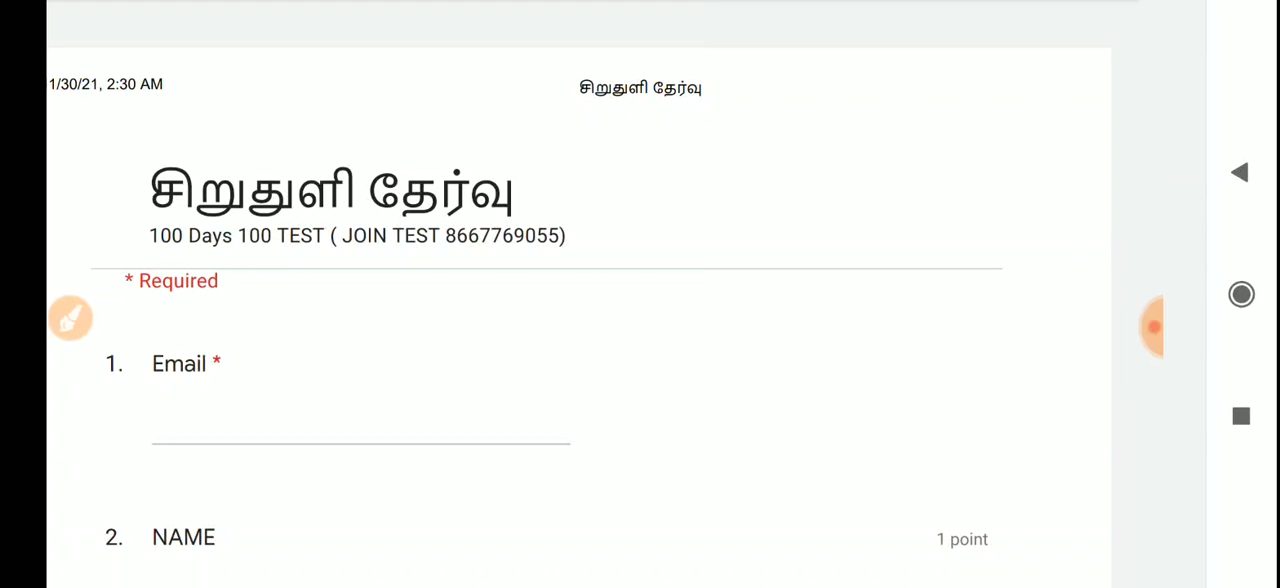 1/30/21, 2:30 AM
சிறுதுளி தேர்வு
சிறுதுளி தேர்வு
100 Days 100 TEST ( JOIN TEST 8667769055)
* Required
1. Email *
2. NAME
1 point